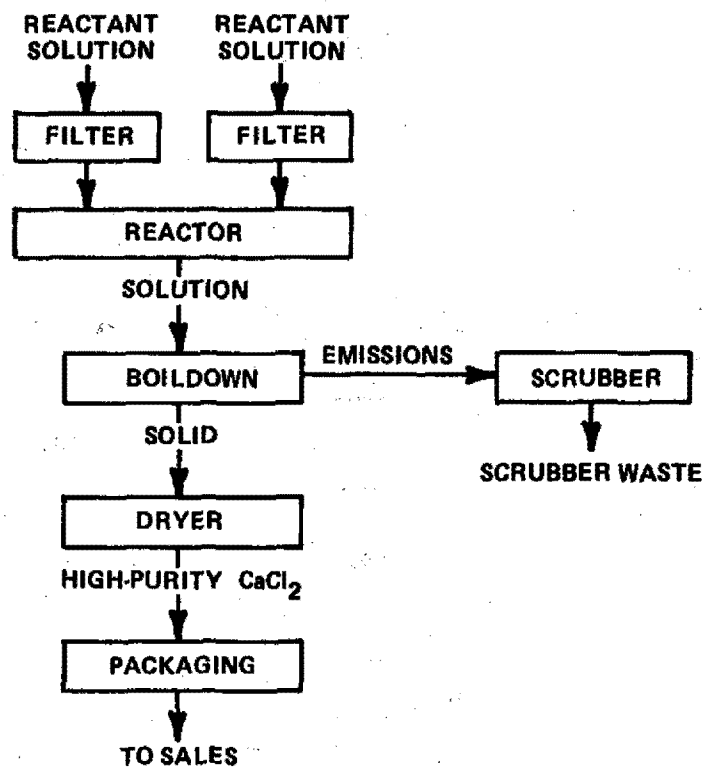 REACTANT REACTANT
SOLUTION SOLUTION
FILTER FILTER
REACTOR
SOLUTION
EMISSIONS
BOILDOWN SCRUBBER
SOLID
SCRUBBER WASTE
DRYER
HIGH-PURITY CaCl2
PACKAGING
TO SALES